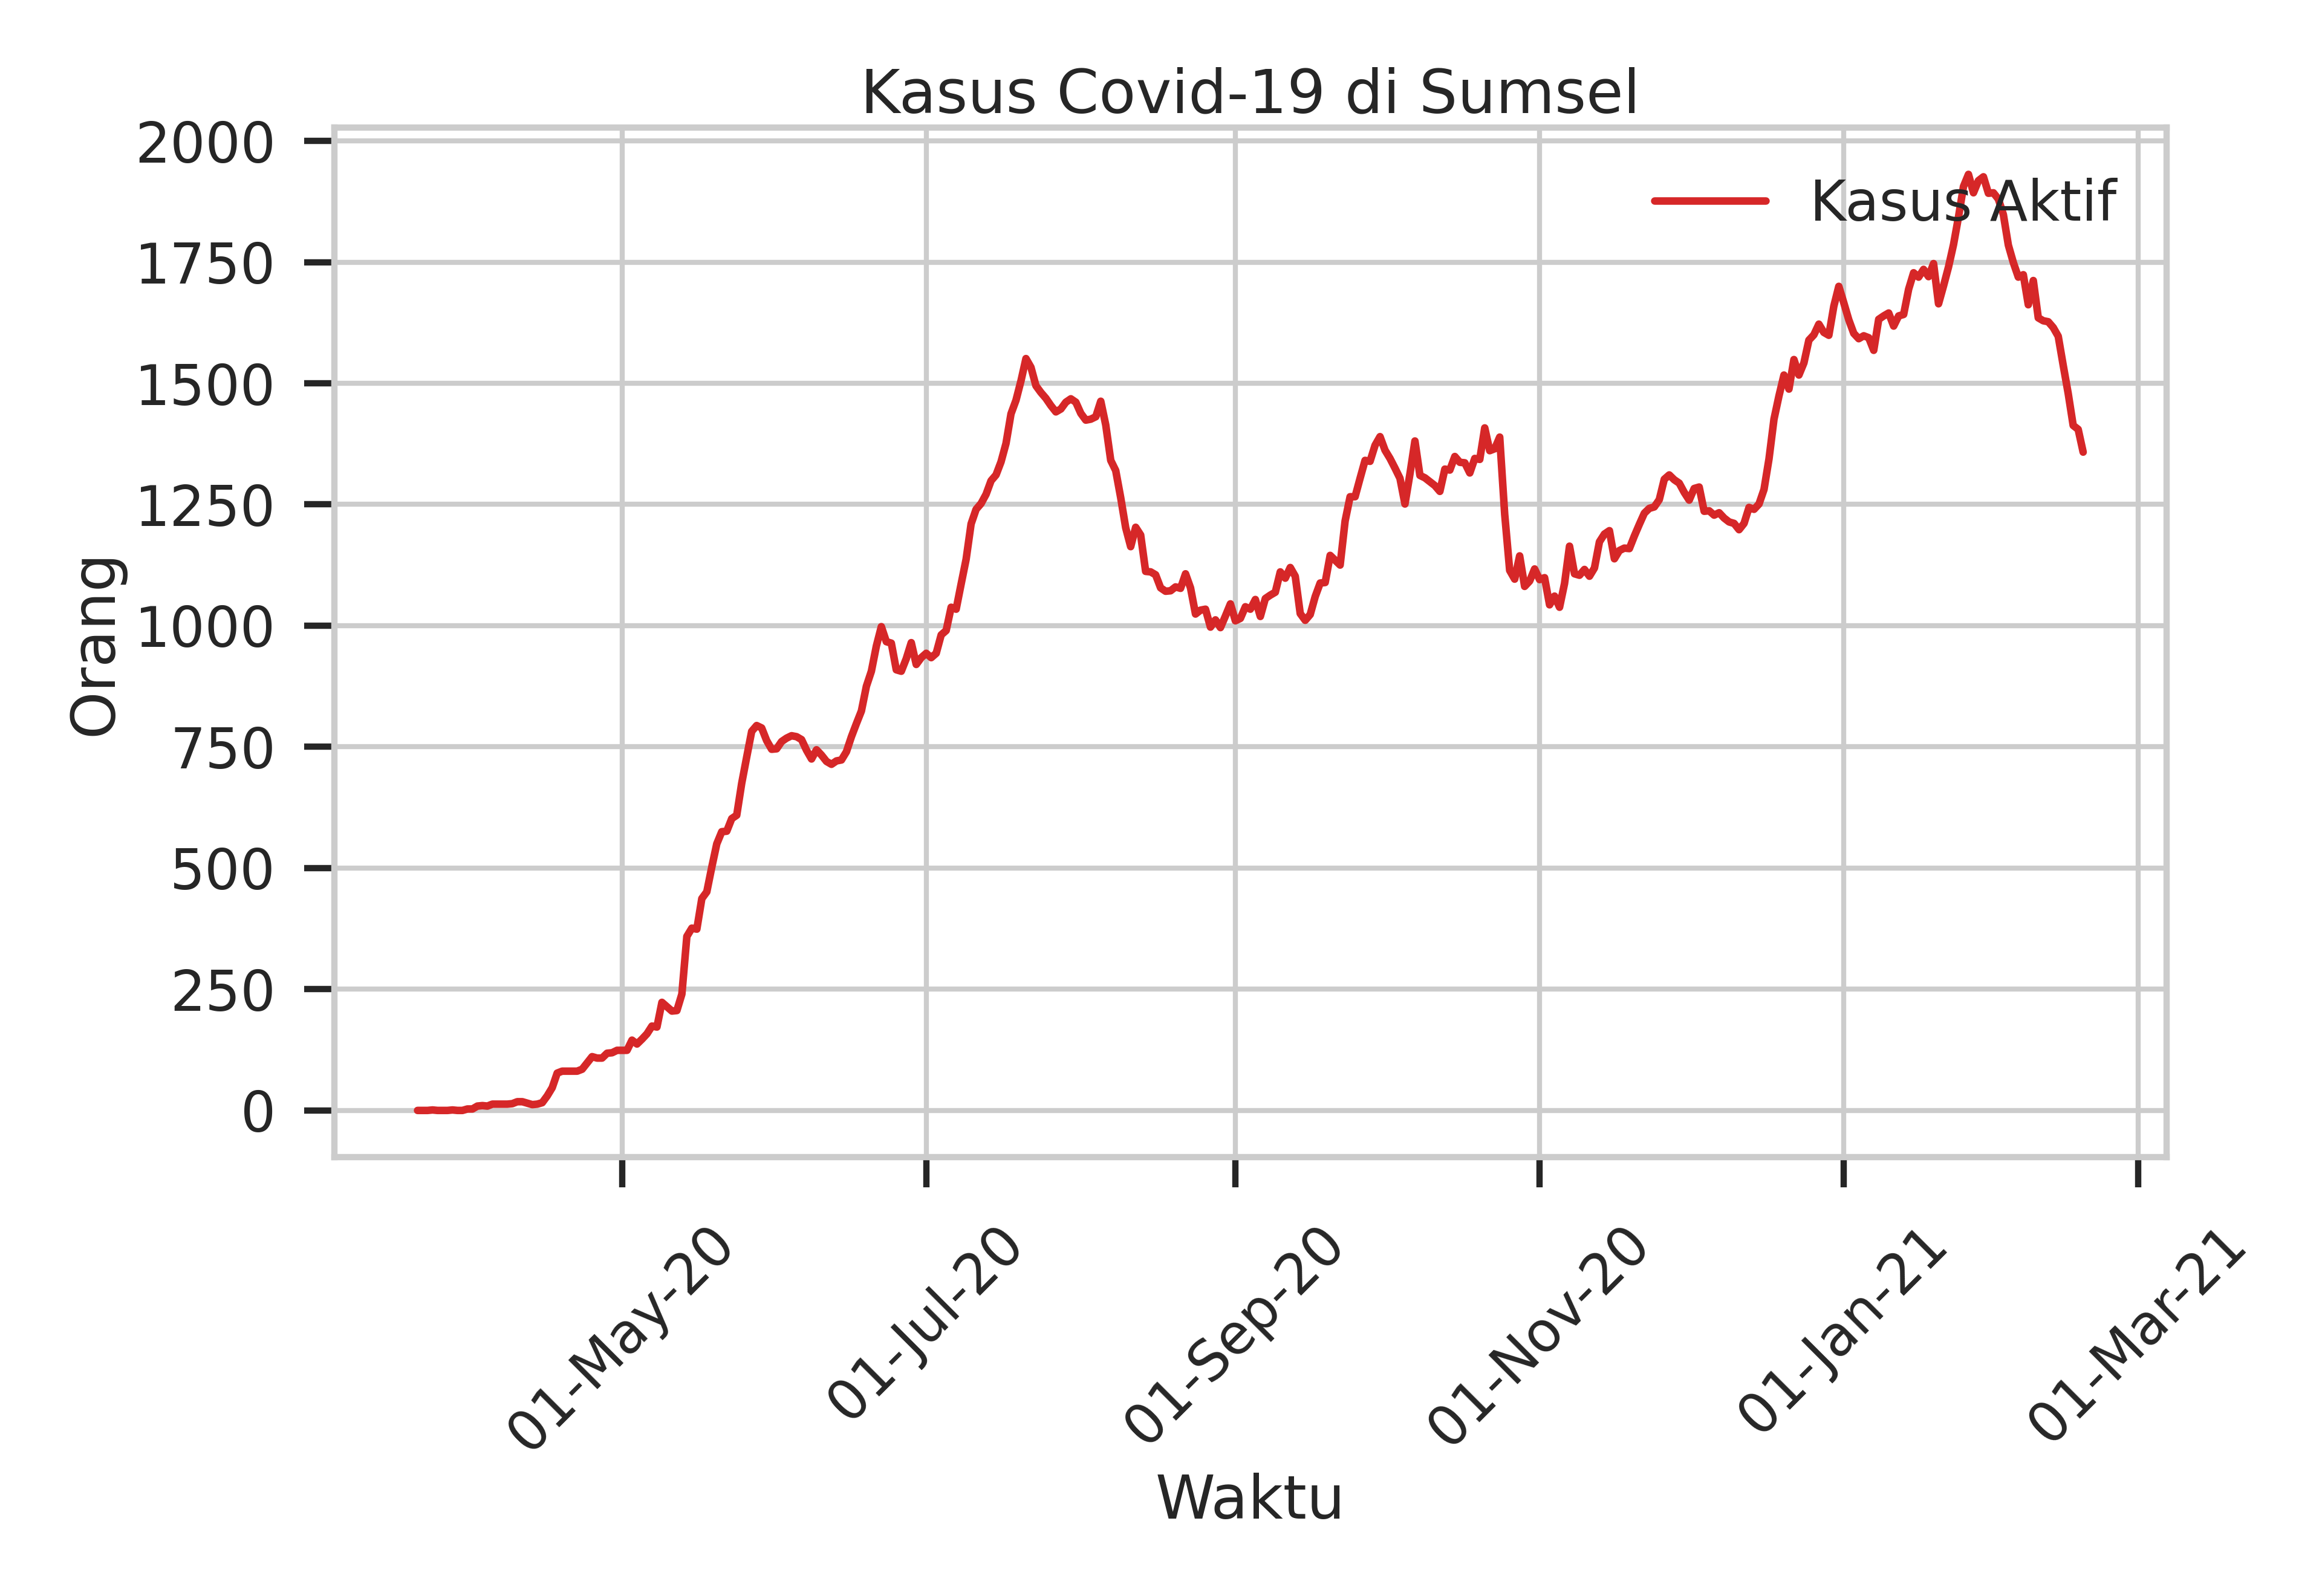 Kasus Covid-19 di Sumsel
Kasus Aktif
2000
1750
1500
1250
1000
750
500
250
0
Orang
01-May-20
01-Jul-20
01-Sep-20
01-Nov-20
01-Jan-21
01-Mar-21
Waktu